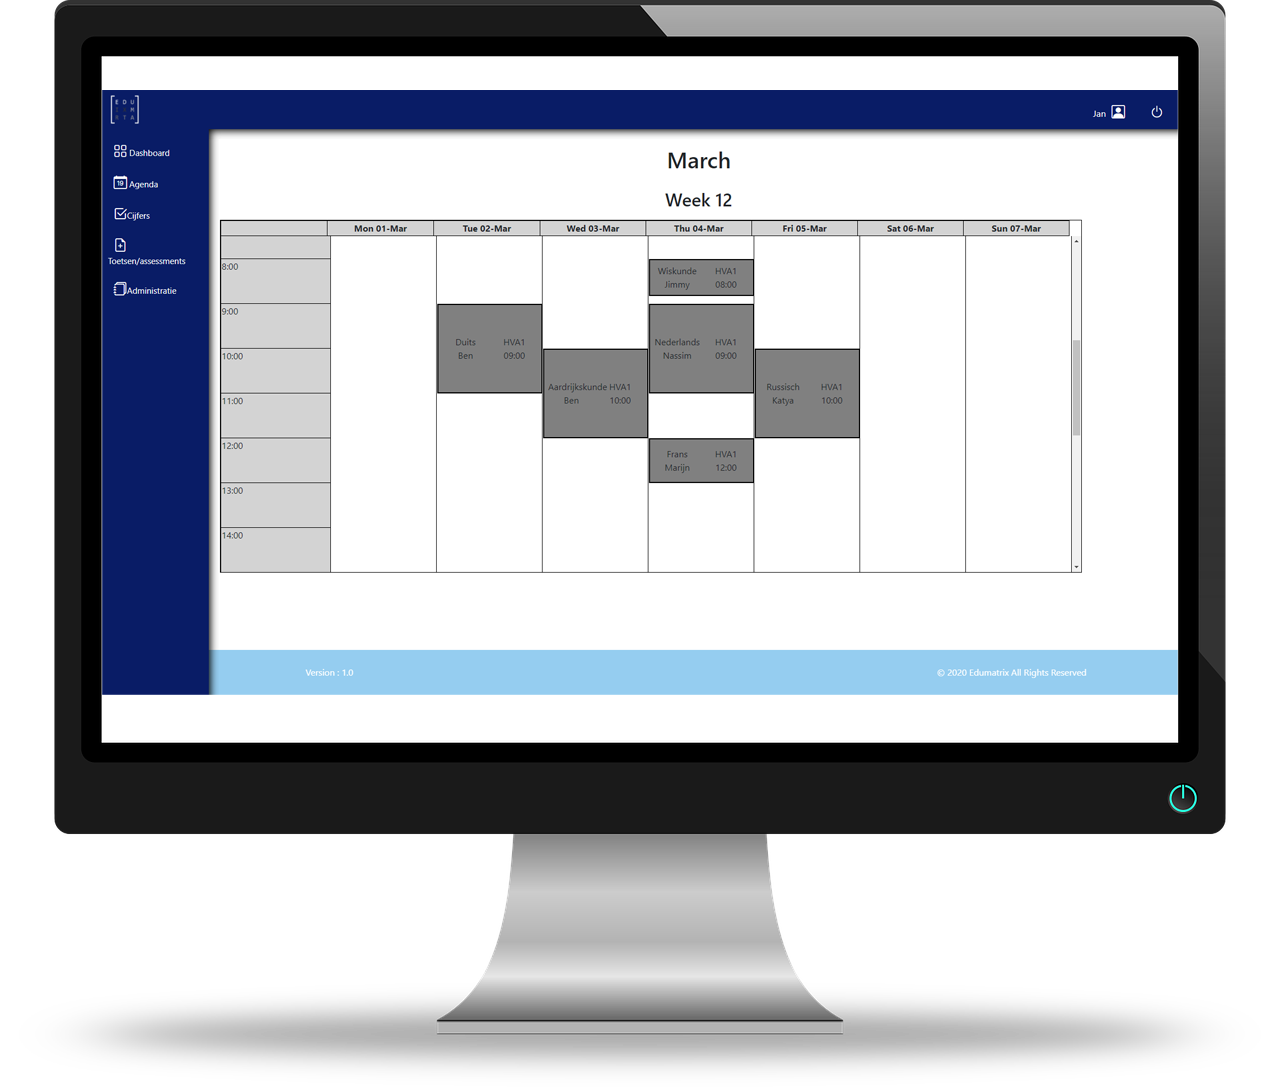 EDU
M
RTA
Jan
Dashboard
19
Agenda
Cijfers
Toetsen/assessments
Administratie
March
Week 12
Mon 01-Mar Tue 02-Mar Wed 03-Mar Thu 04-Mar Fri 05-Mar Sat 06-Mar Sun 07-Mar
8:00
Wiskunde HVA1
Jimmy 08:00
9:00
Duits HVA1
Ben 09:00
Nederlands HVA1
Nassim 09:00
10:00
Aardrijkskunde HVA1
Ben 10:00
Russisch HVA1
Katya 10:00
11:00
12:00
Frans HVA1
Marijn 12:00
13:00
14:00
Version : 1.0
© 2020 Edumatrix All Rights Reserved